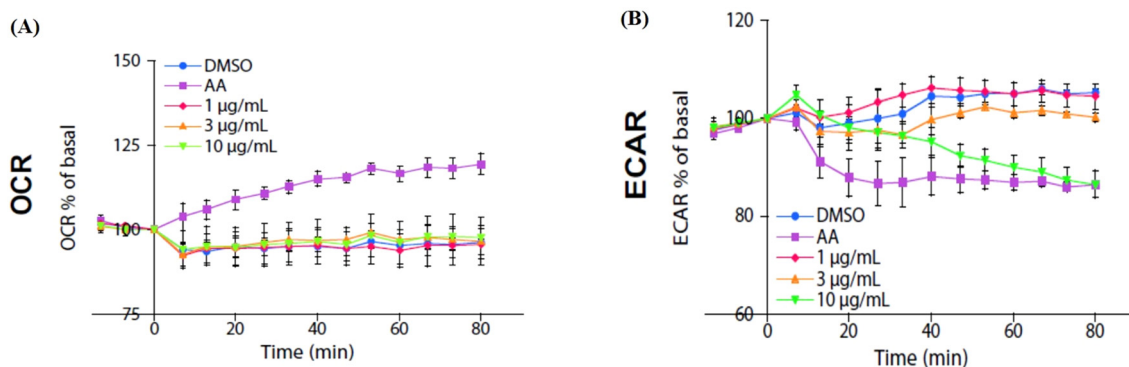 (A)
OCR
OCR % of basal
150
125
100
75
DMSO
AA
1 µg/mL
3 µg/mL
10 µg/mL
0
20
40
60
80
Time (min)
(B)
ECAR
ECAR % of basal
120
100
80
60
DMSO
AA
1 µg/mL
3 µg/mL
10 µg/mL
0
20
40
60
80
Time (min)